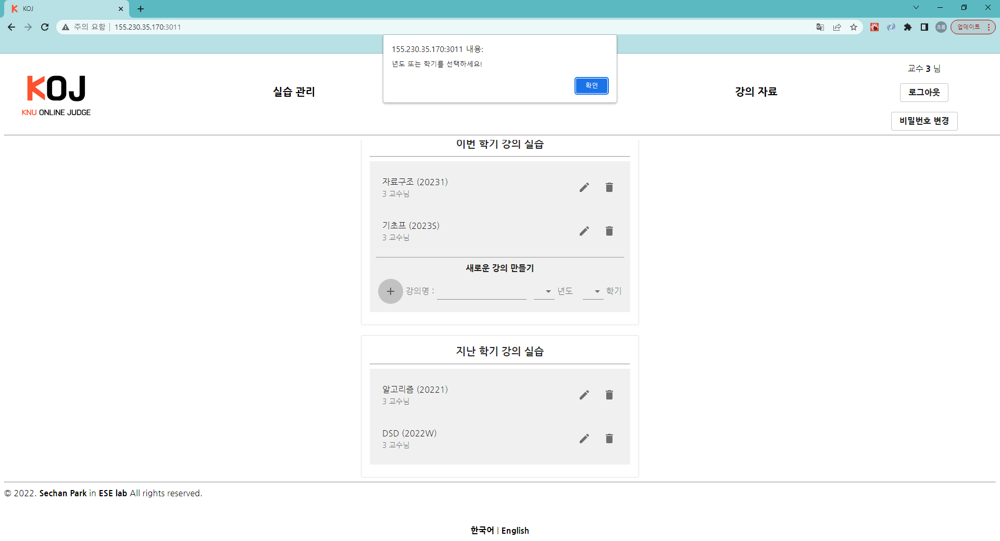 KOJ
주의 요함 | 155.230.35.170:3011
초롬
업데이트
155.230.35.170:3011 내용:
년도 또는 학기를 선택하세요!
확인
KOJ
KNU ONLINE JUDGE
실습 관리
강의 자료
교수 3 님
로그아웃
비밀번호 변경
이번 학기 강의 실습
자료구조 (20231)
3 교수님
기초프 (2023S)
3 교수님
새로운 강의 만들기
강의명 : 년도 학기
지난 학기 강의 실습
알고리즘 (20221)
3 교수님
DSD (2022W)
3 교수님
© 2022. Sechan Park in ESE lab All rights reserved.
한국어 | English